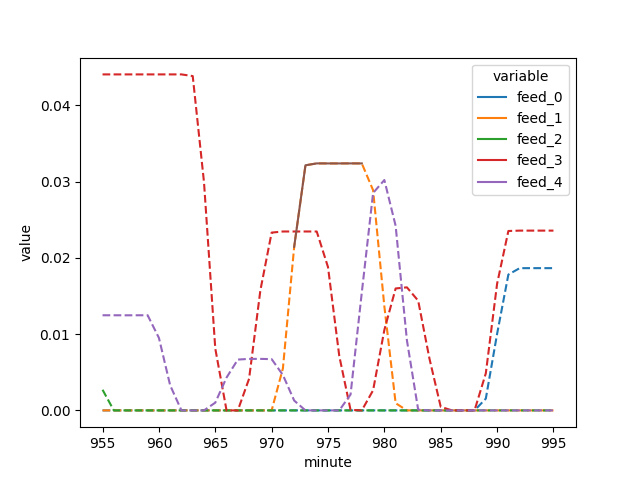 variable
feed_0
feed_1
feed_2
feed_3
feed_4
value
0.04
0.03
0.02
0.01
0.00
955 960 965 970 975 980 985 990 995
minute